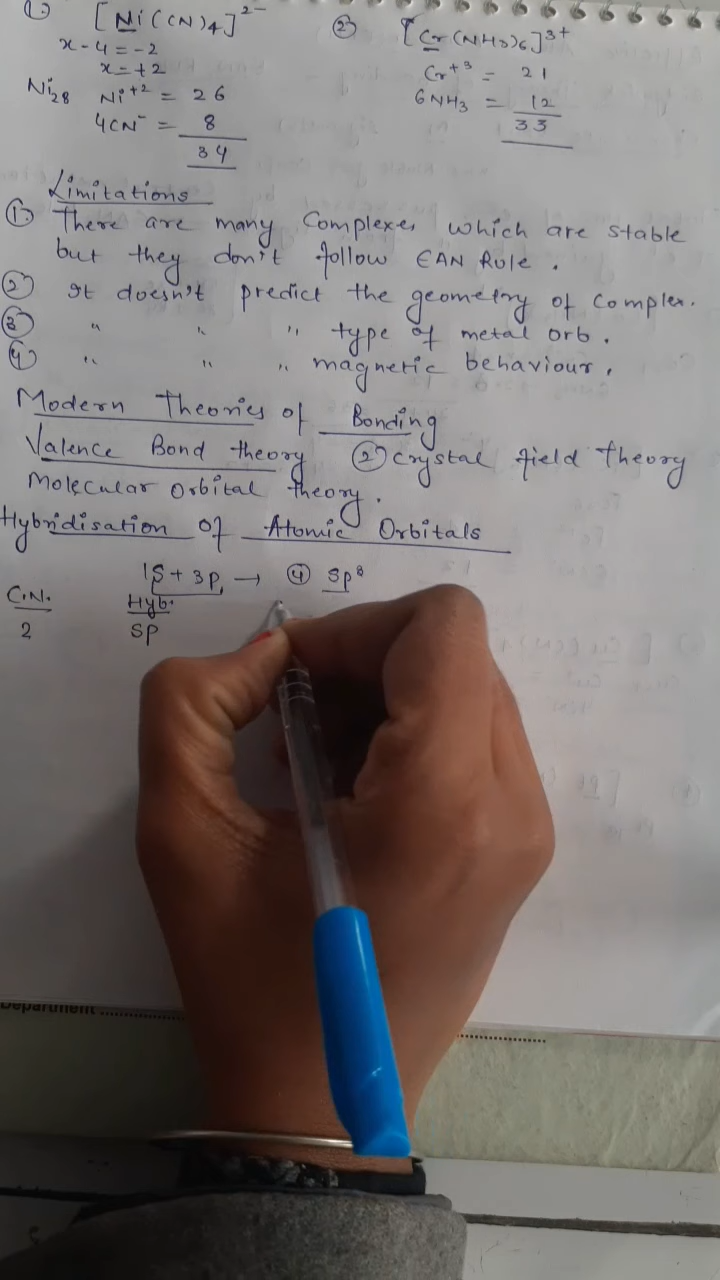 1) [Ni(CN)4]2-
x-4=-2
x=+2
Ni28 Ni+2 = 26
4CN- = 8
34
② [Cr(NH3)6]3+
Cr+3 = 21
6NH3 = 12
33
Limitations
① There are many Complexes which are stable
but they don't follow EAN Rule.
② It doesn't predict the geometry of Complex.
③ " " " type of metal orb.
④ " " " magnetic behaviour.
Modern Theories of Bonding
Valence Bond theory ② Crystal field Theory
Molecular Orbital theory.
Hybridisation of Atomic Orbitals
1S + 3P → ④ SP3
C.N. Hyb.
2 SP
Department